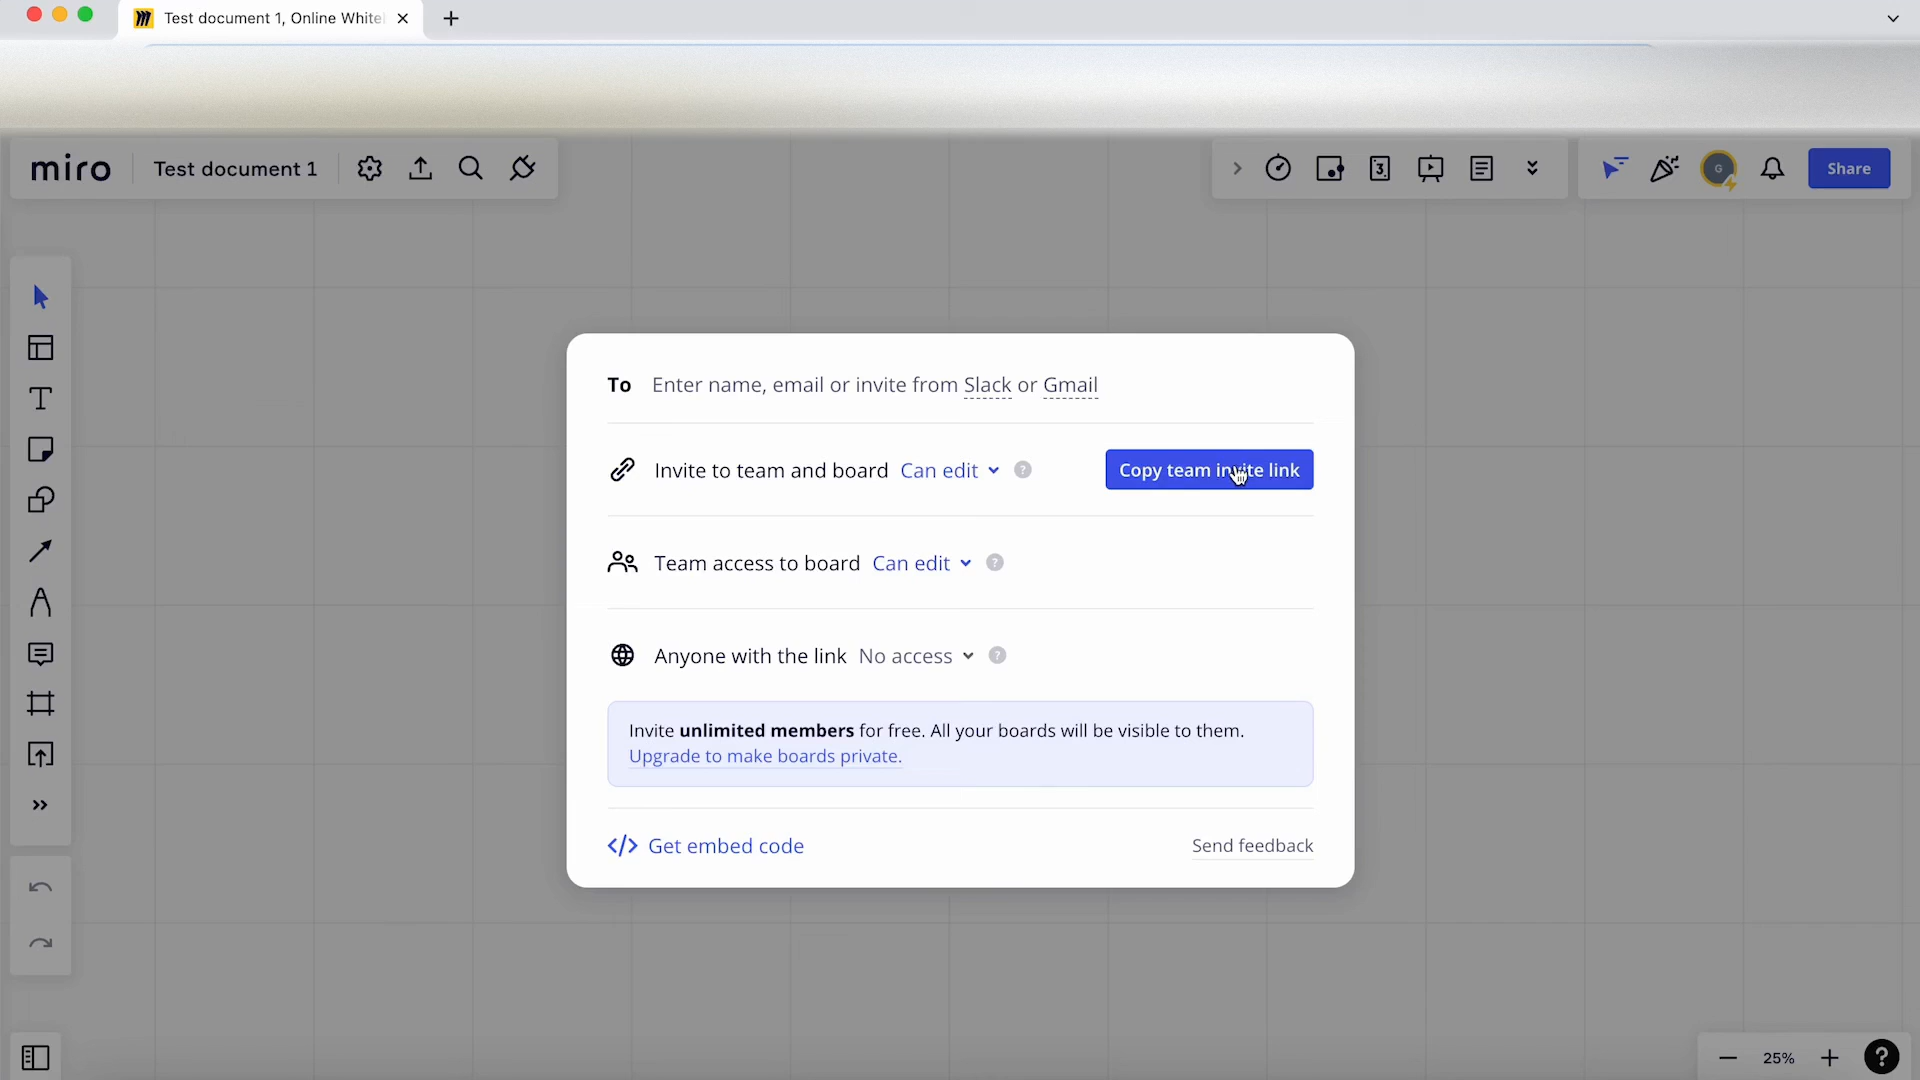 Test document 1, Online White
miro
Test document 1
3
G
Share
To Enter name, email or invite from Slack or Gmail
Invite to team and board Can edit ?
Copy team invite link
Team access to board Can edit ?
Anyone with the link No access ?
Invite unlimited members for free. All your boards will be visible to them.
Upgrade to make boards private.
</> Get embed code
Send feedback
25%
?